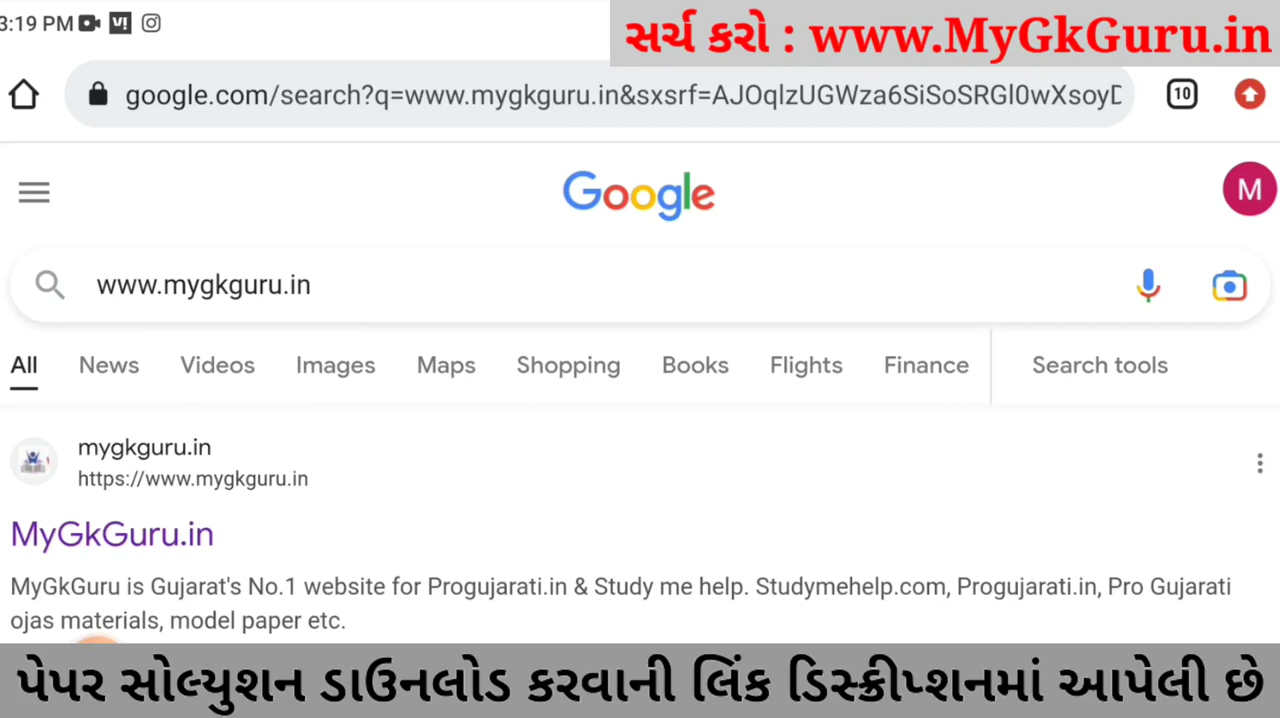 3:19 PM
સર્ચ કરો : www.MyGkGuru.in
google.com/search?q=www.mygkguru.in&sxsrf=AJOqlzUGWza6SiSoSRGl0wXsoyD
10
Google
M
www.mygkguru.in
All News Videos Images Maps Shopping Books Flights Finance Search tools
mygkguru.in
https://www.mygkguru.in
MyGkGuru.in
MyGkGuru is Gujarat's No.1 website for Progujarati.in & Study me help. Studymehelp.com, Progujarati.in, Pro Gujarati
ojas materials, model paper etc.
પેપર સોલ્યુશન ડાઉનલોડ કરવાની લિંક ડિસ્ક્રીપ્શનમાં આપેલી છે